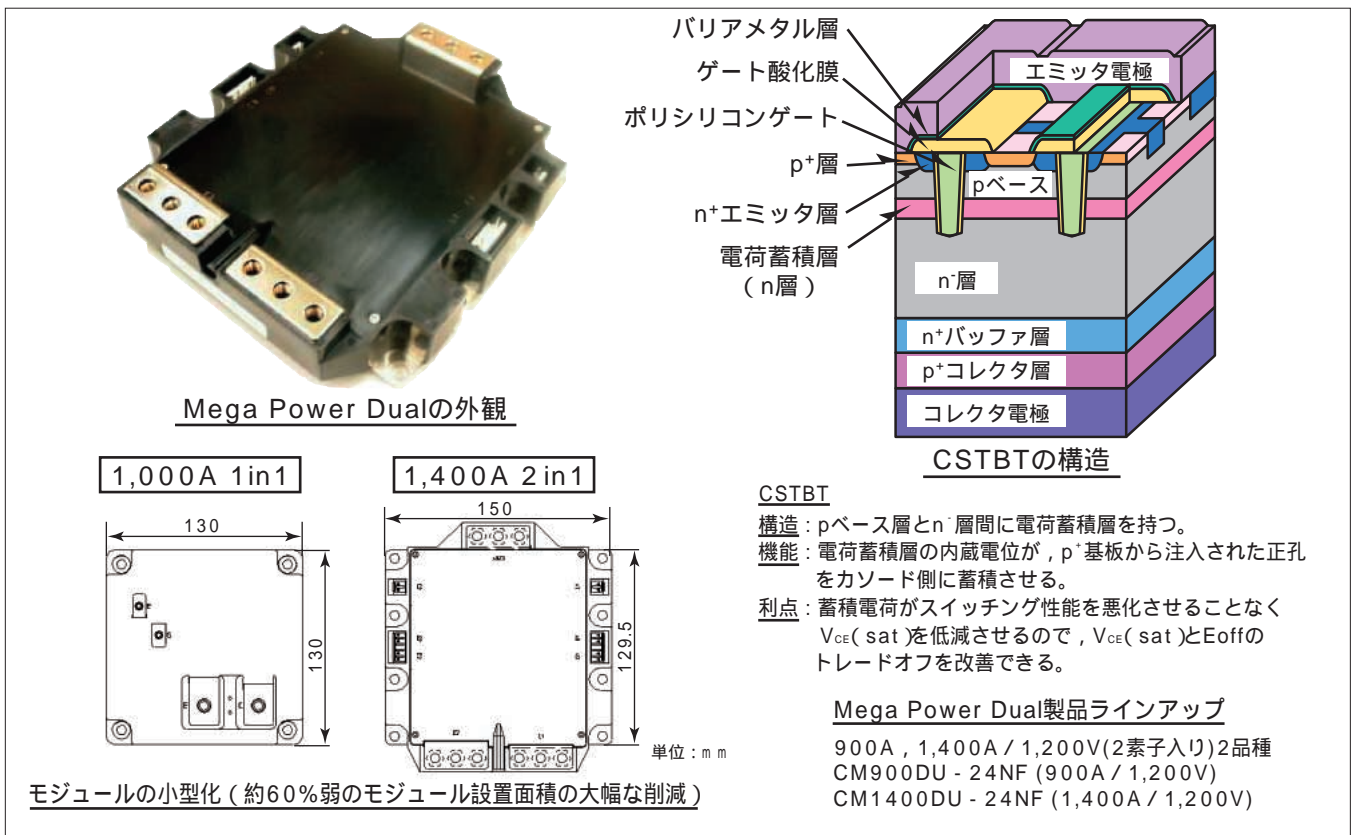 Mega Power Dualの外観
バリアメタル層
ゲート酸化膜
ポリシリコンゲート
p⁺層
n⁺エミッタ層
電荷蓄積層
(n層)
エミッタ電極
pベース
n⁻層
n⁺バッファ層
p⁺コレクタ層
コレクタ電極
CSTBTの構造
1,000A 1in1
130
130
E
C
1,400A 2in1
150
129.5
単位:mm
モジュールの小型化(約60%弱のモジュール設置面積の大幅な削減)
CSTBT
構造:pベース層とn⁻層間に電荷蓄積層を持つ。
機能:電荷蓄積層の内蔵電位が,p⁺基板から注入された正孔
をカソード側に蓄積させる。
利点:蓄積電荷がスイッチング性能を悪化させることなく
VCE(sat)を低減させるので,VCE(sat)とEoffの
トレードオフを改善できる。
Mega Power Dual製品ラインアップ
900A,1,400A/1,200V(2素子入り)2品種
CM900DU-24NF(900A/1,200V)
CM1400DU-24NF(1,400A/1,200V)